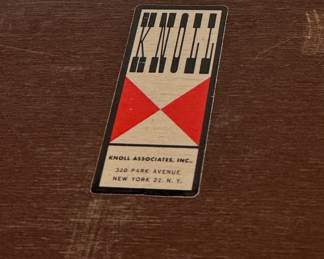 KNOLL
KNOLL ASSOCIATES, INC.
320 PARK AVENUE
NEW YORK 22, N. Y.